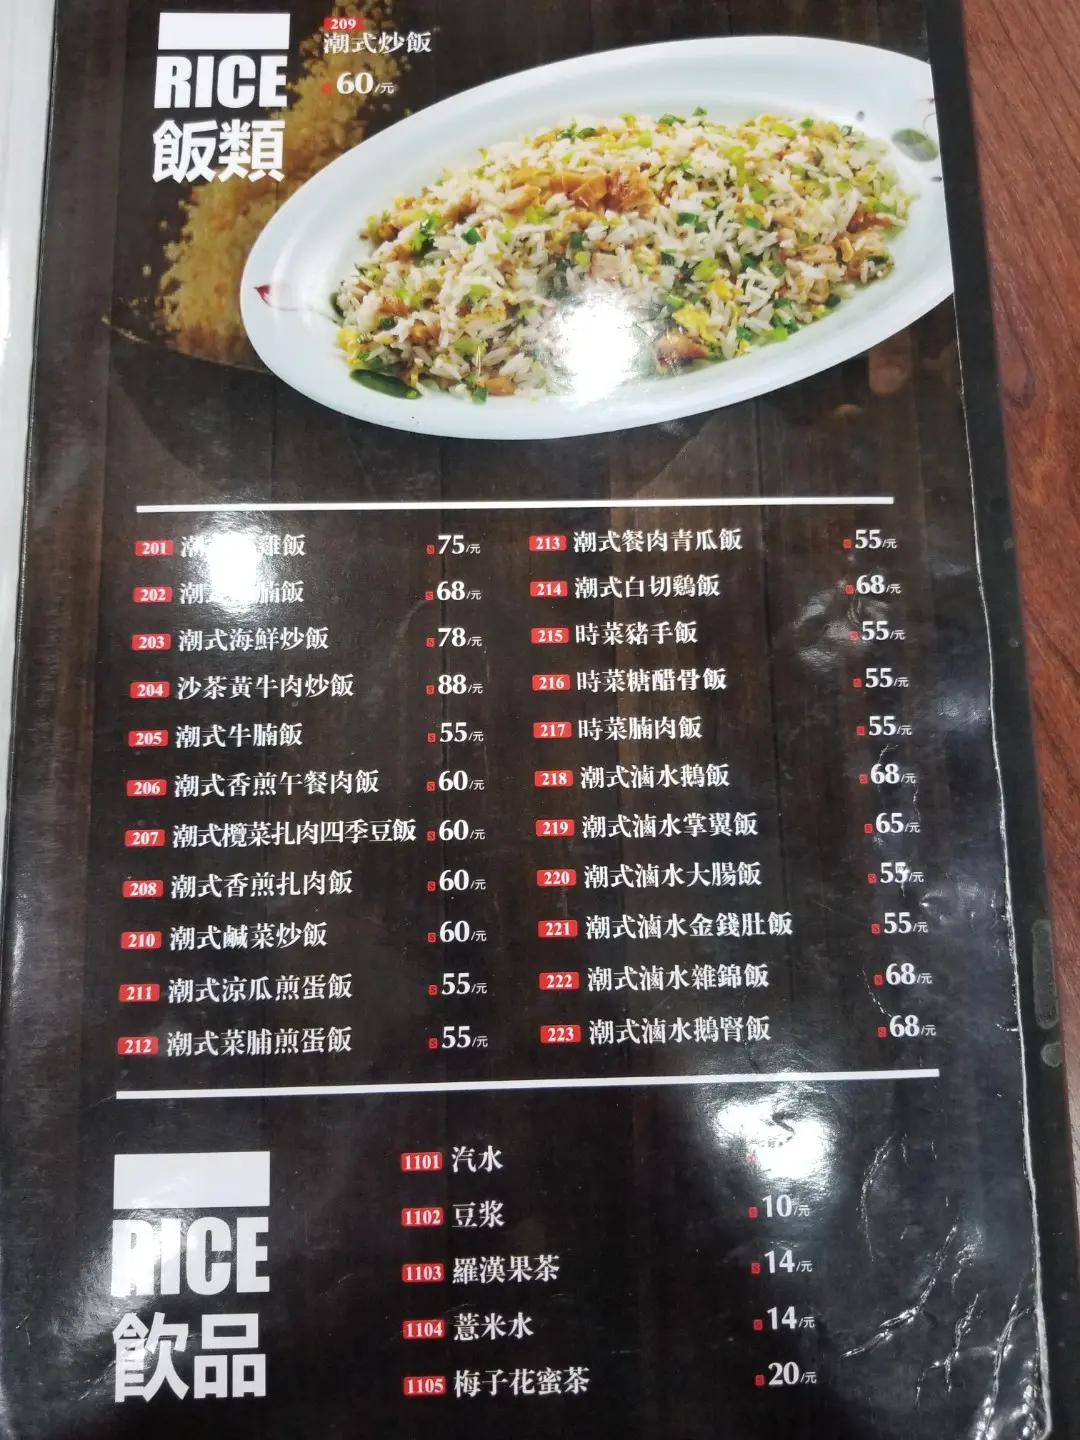 RICE
飯類
209
潮式炒飯
60/元
201 潮 雞飯 75/元
202 潮 腩飯 68/元
203 潮式海鮮炒飯 78/元
204 沙茶黃牛肉炒飯 88/元
205 潮式牛腩飯 55/元
206 潮式香煎午餐肉飯 60/元
207 潮式欖菜扎肉四季豆飯 60/元
208 潮式香煎扎肉飯 60/元
210 潮式鹹菜炒飯 60/元
211 潮式涼瓜煎蛋飯 55/元
212 潮式菜脯煎蛋飯 55/元
213 潮式餐肉青瓜飯 55/元
214 潮式白切鷄飯 68/元
215 時菜豬手飯 55/元
216 時菜糖醋骨飯 55/元
217 時菜腩肉飯 55/元
218 潮式滷水鵝飯 68/元
219 潮式滷水掌翼飯 65/元
220 潮式滷水大腸飯 55/元
221 潮式滷水金錢肚飯 55/元
222 潮式滷水雜錦飯 68/元
223 潮式滷水鵝腎飯 68/元
RICE
飲品
1101 汽水
1102 豆浆 10/元
1103 羅漢果茶 14/元
1104 薏米水 14/元
1105 梅子花蜜茶 20/元